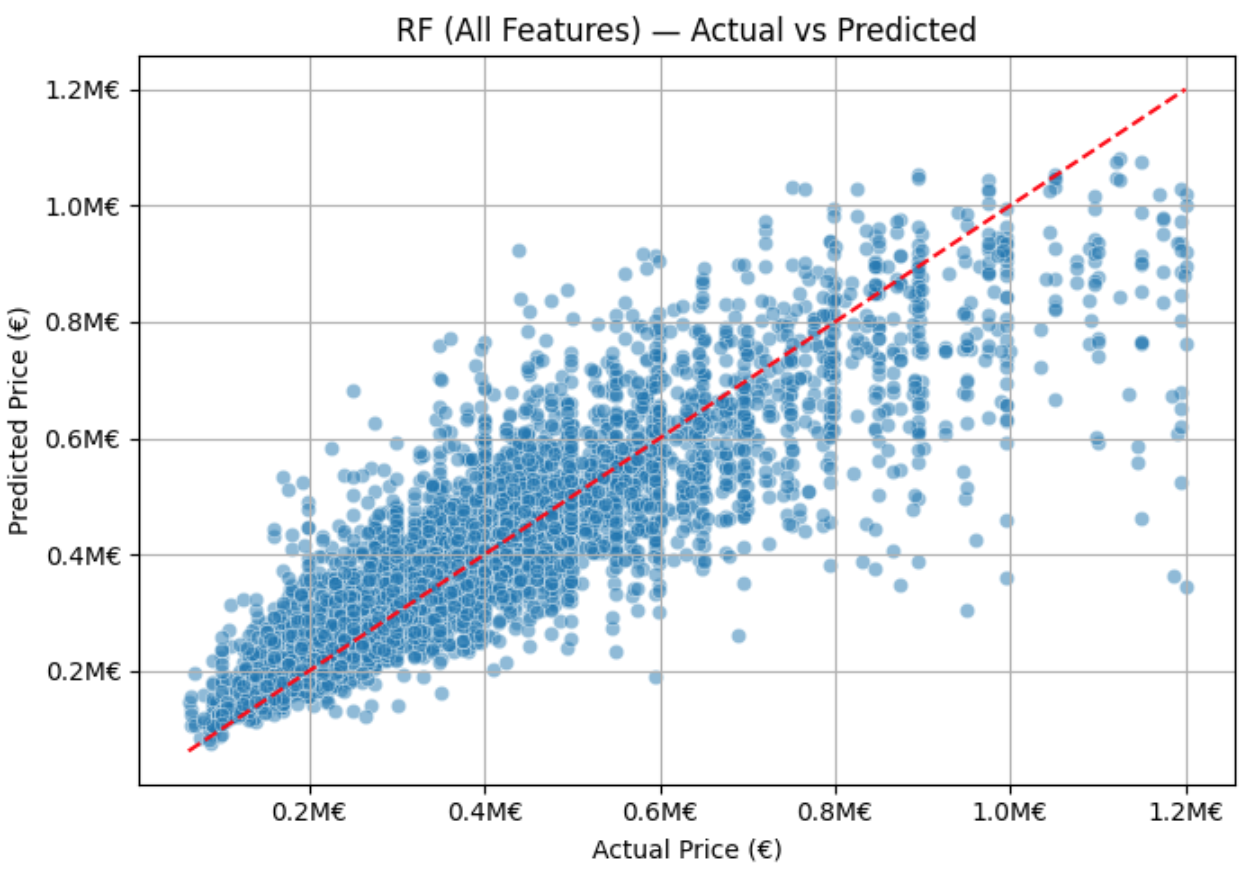 RF (All Features) — Actual vs Predicted
1.2M€
1.0M€
0.8M€
0.6M€
0.4M€
0.2M€
Predicted Price (€)
0.2M€ 0.4M€ 0.6M€ 0.8M€ 1.0M€ 1.2M€
Actual Price (€)